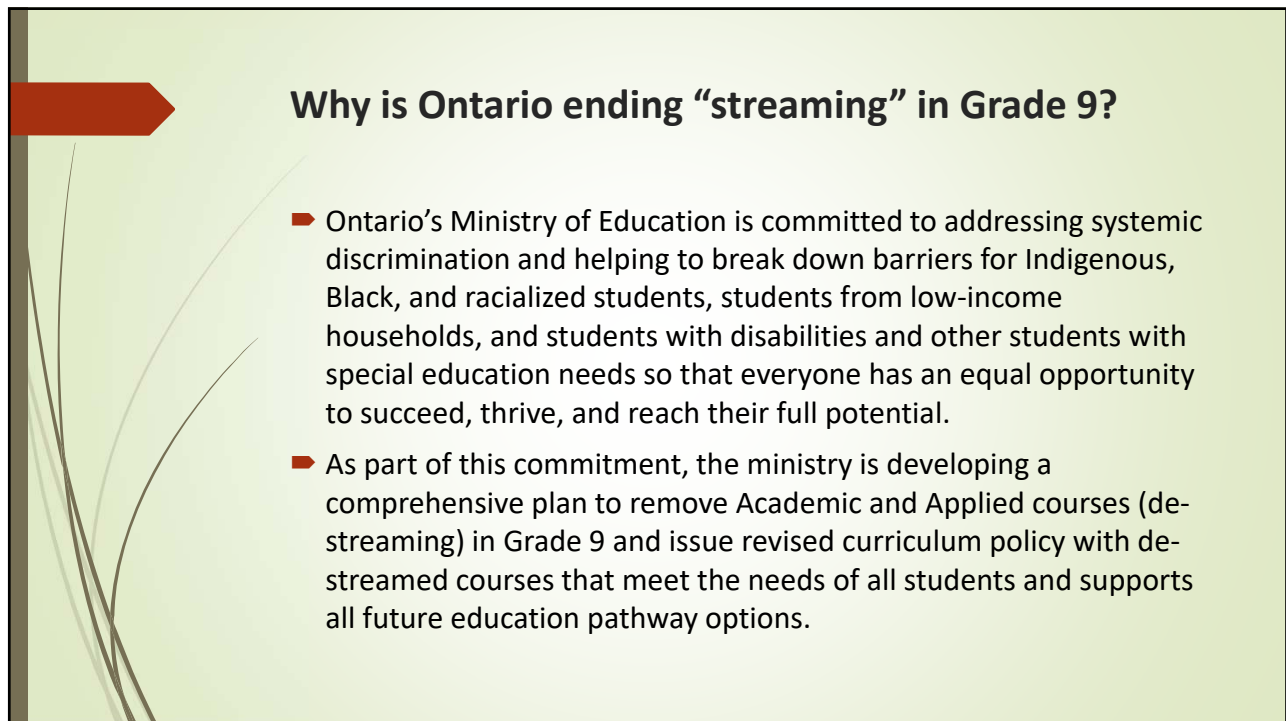 Why is Ontario ending “streaming” in Grade 9?
Ontario’s Ministry of Education is committed to addressing systemic
discrimination and helping to break down barriers for Indigenous,
Black, and racialized students, students from low-income
households, and students with disabilities and other students with
special education needs so that everyone has an equal opportunity
to succeed, thrive, and reach their full potential.
As part of this commitment, the ministry is developing a
comprehensive plan to remove Academic and Applied courses (de-
streaming) in Grade 9 and issue revised curriculum policy with de-
streamed courses that meet the needs of all students and supports
all future education pathway options.